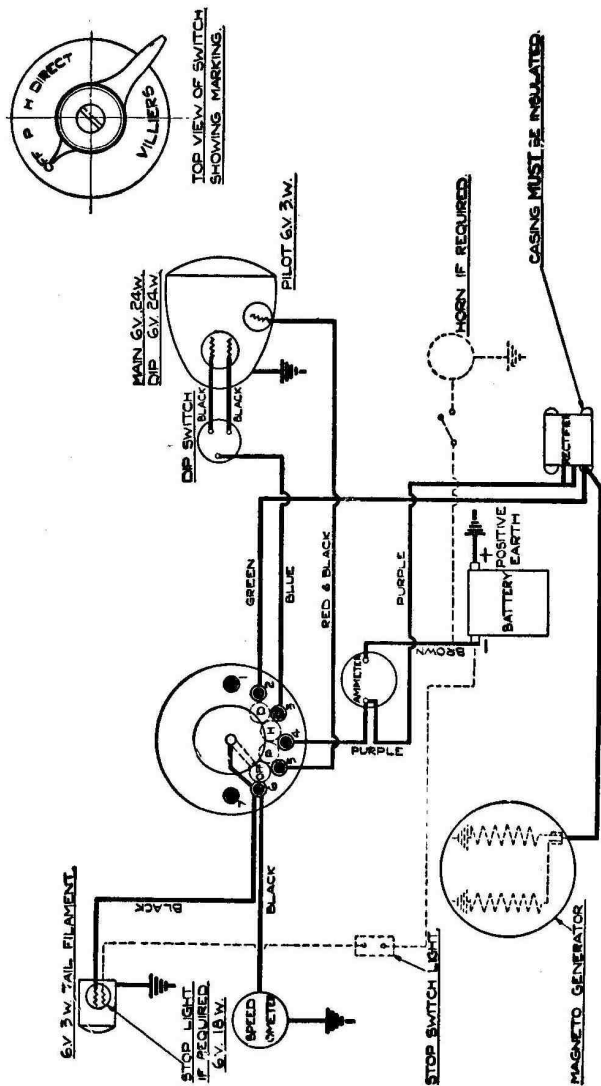 6V. 3W. TAIL FILAMENT.
STOP LIGHT
IF REQUIRED
6V. 18 W.
BLACK
BLACK
SPEED
OMETER
STOP SWITCH LIGHT
MAGNETO GENERATOR
1
2
3
4
5
6
7
D
H
P
OFF
GREEN
BLUE
RED & BLACK
PURPLE
PURPLE
AMMETER
BROWN
BATTERY
POSITIVE
EARTH
+
−
MAIN 6V. 24W.
DIP 6V. 24W.
DIP SWITCH
BLACK
BLACK
PILOT 6V. 3W.
HORN IF REQUIRED.
RECTIFIER
CASING MUST BE INSULATED.
OFF P H DIRECT
VILLIERS
TOP VIEW OF SWITCH
SHOWING MARKING.